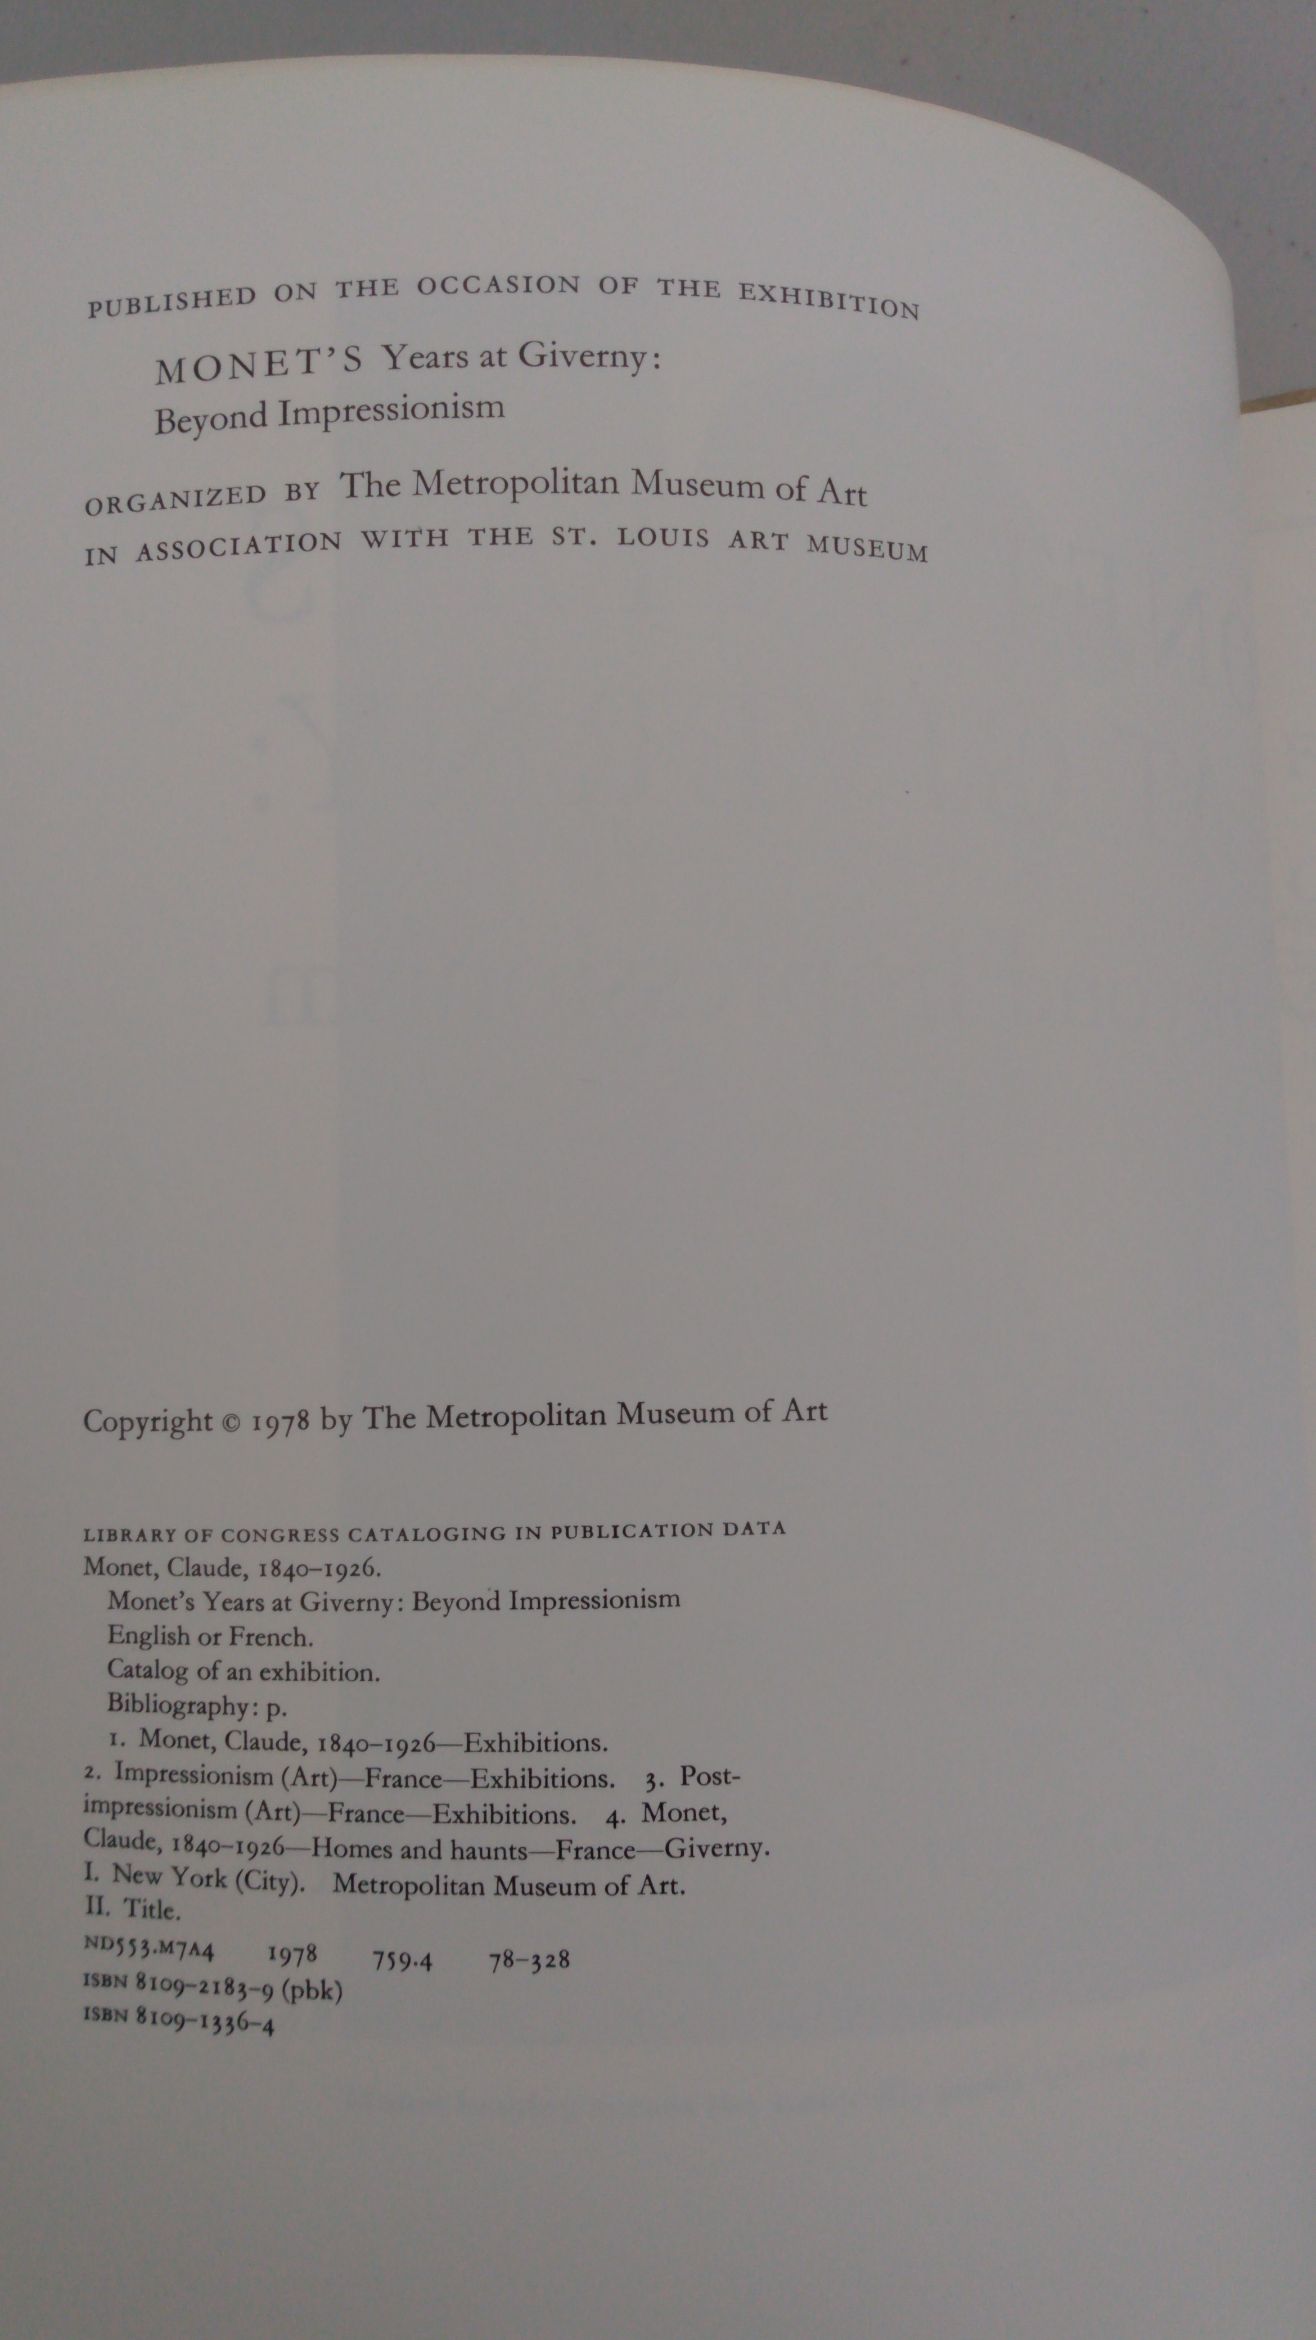 PUBLISHED ON THE OCCASION OF THE EXHIBITION
MONET'S Years at Giverny:
Beyond Impressionism
ORGANIZED BY The Metropolitan Museum of Art
IN ASSOCIATION WITH THE ST. LOUIS ART MUSEUM
Copyright © 1978 by The Metropolitan Museum of Art
LIBRARY OF CONGRESS CATALOGING IN PUBLICATION DATA
Monet, Claude, 1840–1926.
Monet's Years at Giverny: Beyond Impressionism
English or French.
Catalog of an exhibition.
Bibliography: p.
1. Monet, Claude, 1840–1926—Exhibitions.
2. Impressionism (Art)—France—Exhibitions. 3. Post-
impressionism (Art)—France—Exhibitions. 4. Monet,
Claude, 1840–1926—Homes and haunts—France—Giverny.
I. New York (City). Metropolitan Museum of Art.
II. Title.
ND553.M7A4 1978 759.4 78–328
ISBN 8109–2183–9 (pbk)
ISBN 8109–1336–4